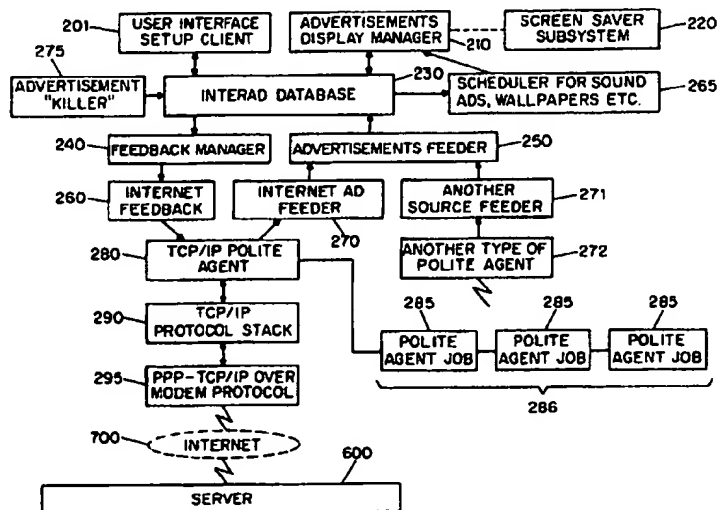 201
USER INTERFACE
SETUP CLIENT
ADVERTISEMENTS
DISPLAY MANAGER
210
SCREEN SAVER
SUBSYSTEM
220
275
ADVERTISEMENT
"KILLER"
230
INTERAD DATABASE
SCHEDULER FOR SOUND
ADS, WALLPAPERS ETC.
265
240
FEEDBACK MANAGER
ADVERTISEMENTS FEEDER
250
260
INTERNET
FEEDBACK
INTERNET AD
FEEDER
270
ANOTHER
SOURCE FEEDER
271
280
TCP/IP POLITE
AGENT
ANOTHER TYPE OF
POLITE AGENT
272
290
TCP/IP
PROTOCOL STACK
285
285
285
POLITE
AGENT JOB
POLITE
AGENT JOB
POLITE
AGENT JOB
286
295
PPP-TCP/IP OVER
MODEM PROTOCOL
700
INTERNET
600
SERVER